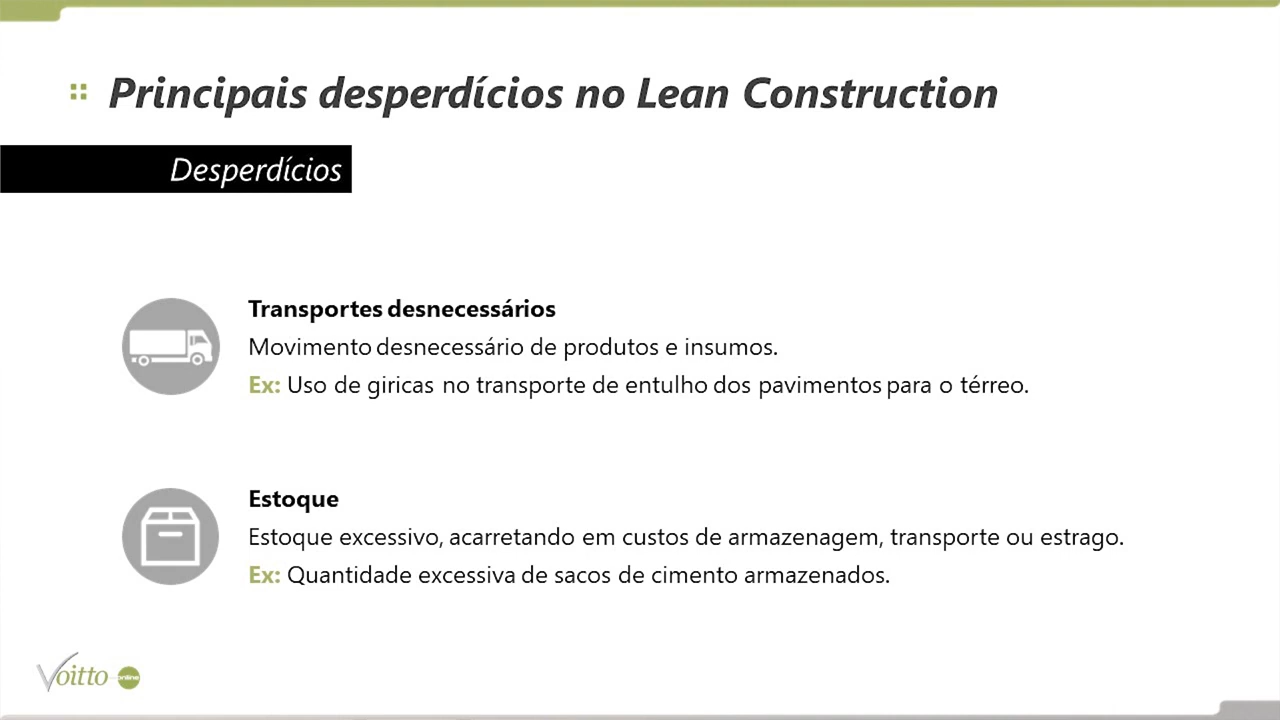 Principais desperdícios no Lean Construction
Desperdícios
Transportes desnecessários
Movimento desnecessário de produtos e insumos.
Ex: Uso de giricas no transporte de entulho dos pavimentos para o térreo.
Estoque
Estoque excessivo, acarretando em custos de armazenagem, transporte ou estrago.
Ex: Quantidade excessiva de sacos de cimento armazenados.
Voitto online